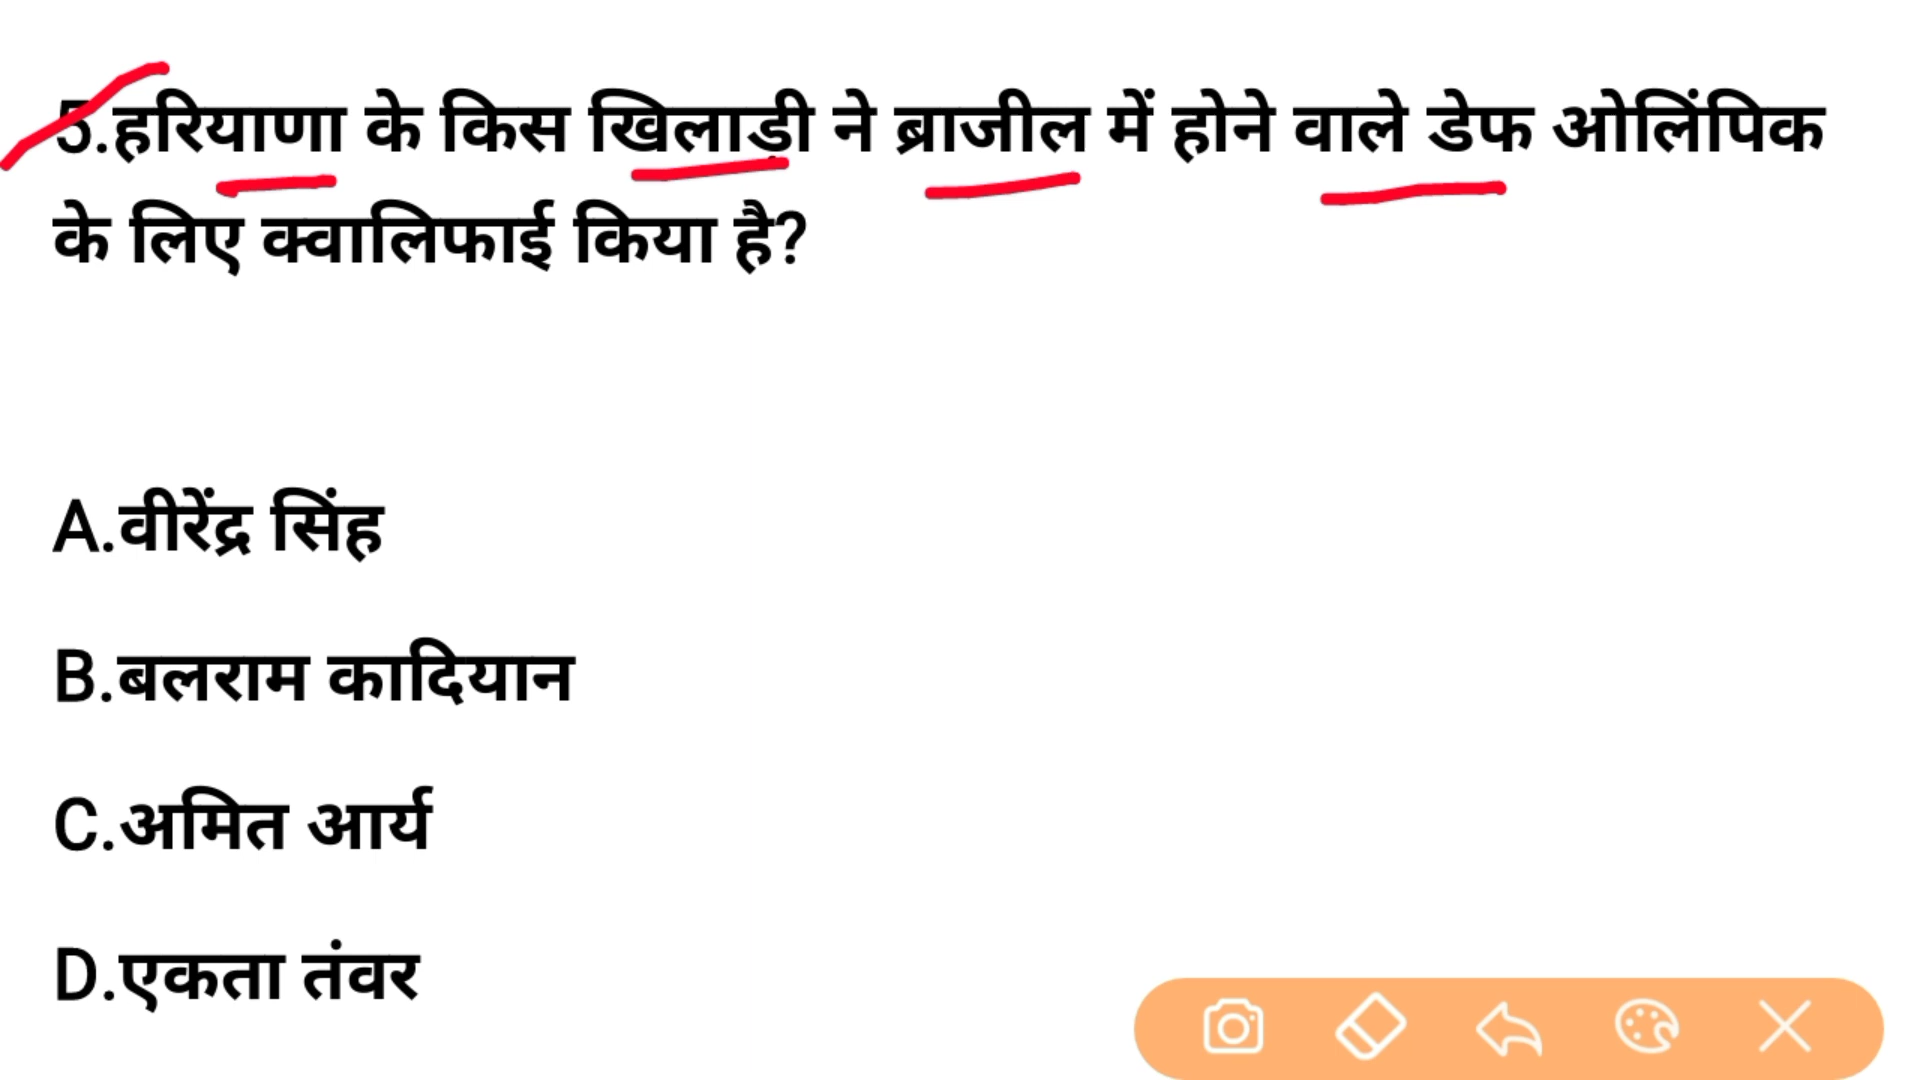 5.हरियाणा के किस खिलाड़ी ने ब्राजील में होने वाले डेफ ओलिंपिक
के लिए क्वालिफाई किया है?
A.वीरेंद्र सिंह
B.बलराम कादियान
C.अमित आर्य
D.एकता तंवर